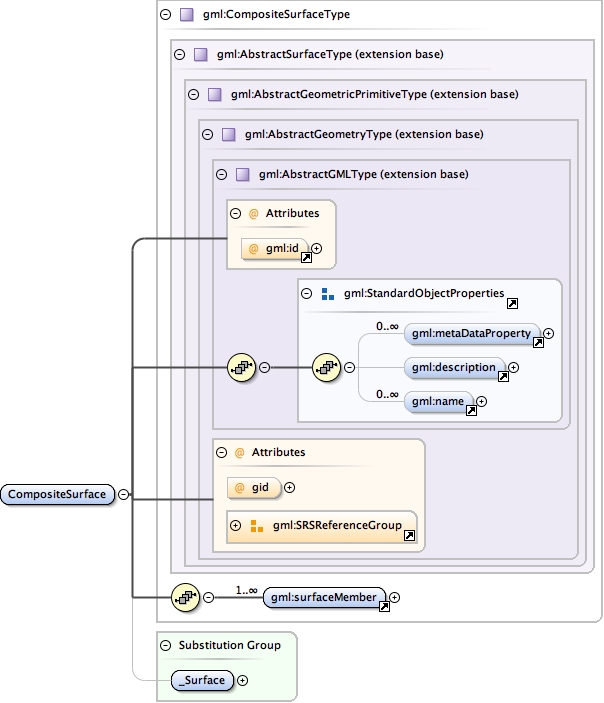 gml:CompositeSurfaceType
gml:AbstractSurfaceType (extension base)
gml:AbstractGeometricPrimitiveType (extension base)
gml:AbstractGeometryType (extension base)
gml:AbstractGMLType (extension base)
@ Attributes
@ gml:id
gml:StandardObjectProperties
0..∞ gml:metaDataProperty
gml:description
0..∞ gml:name
@ Attributes
@ gid
gml:SRSReferenceGroup
CompositeSurface
1..∞ gml:surfaceMember
Substitution Group
_Surface